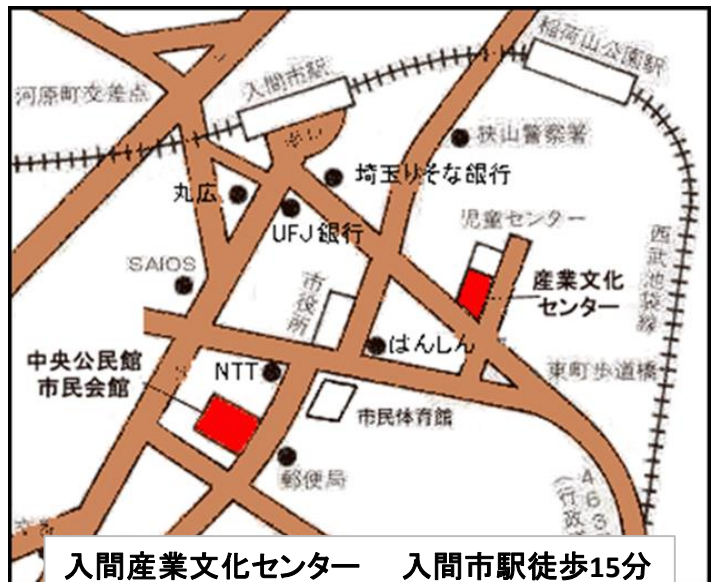 稲荷山公園駅
入間市駅
河原町交差点
狭山警察署
埼玉りそな銀行
丸広
UFJ銀行
児童センター
西武池袋線
SAIOS
市役所
産業文化
センター
はんしん
中央公民館
市民会館
NTT
東町歩道橋
市民体育館
郵便局
463
(行政
入間産業文化センター 入間市駅徒歩15分